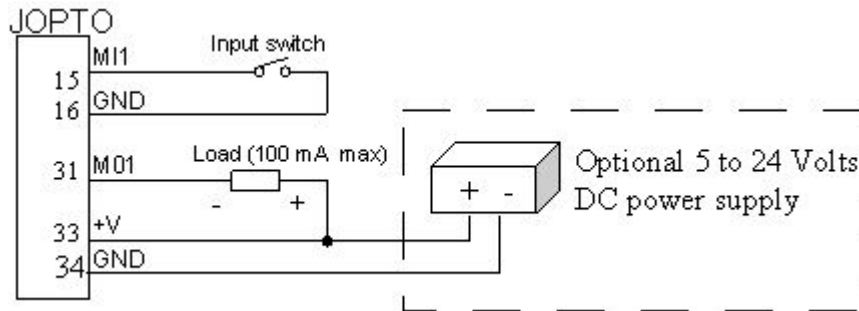 JOPTO
MI1
Input switch
15
GND
16
Load (100 mA max)
31
M01
- +
+ -
Optional 5 to 24 Volts
DC power supply
33
+V
34
GND